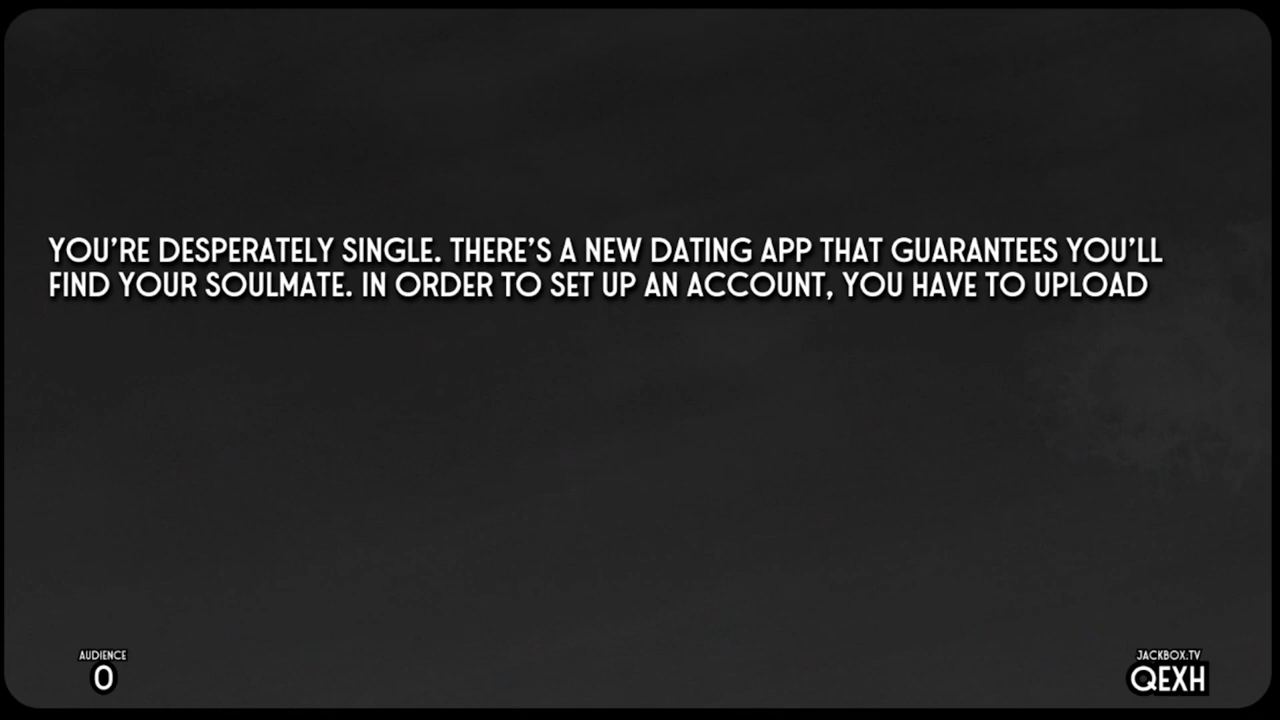 YOU'RE DESPERATELY SINGLE. THERE'S A NEW DATING APP THAT GUARANTEES YOU'LL
FIND YOUR SOULMATE. IN ORDER TO SET UP AN ACCOUNT, YOU HAVE TO UPLOAD
AUDIENCE
0
JACKBOX.TV
QEXH